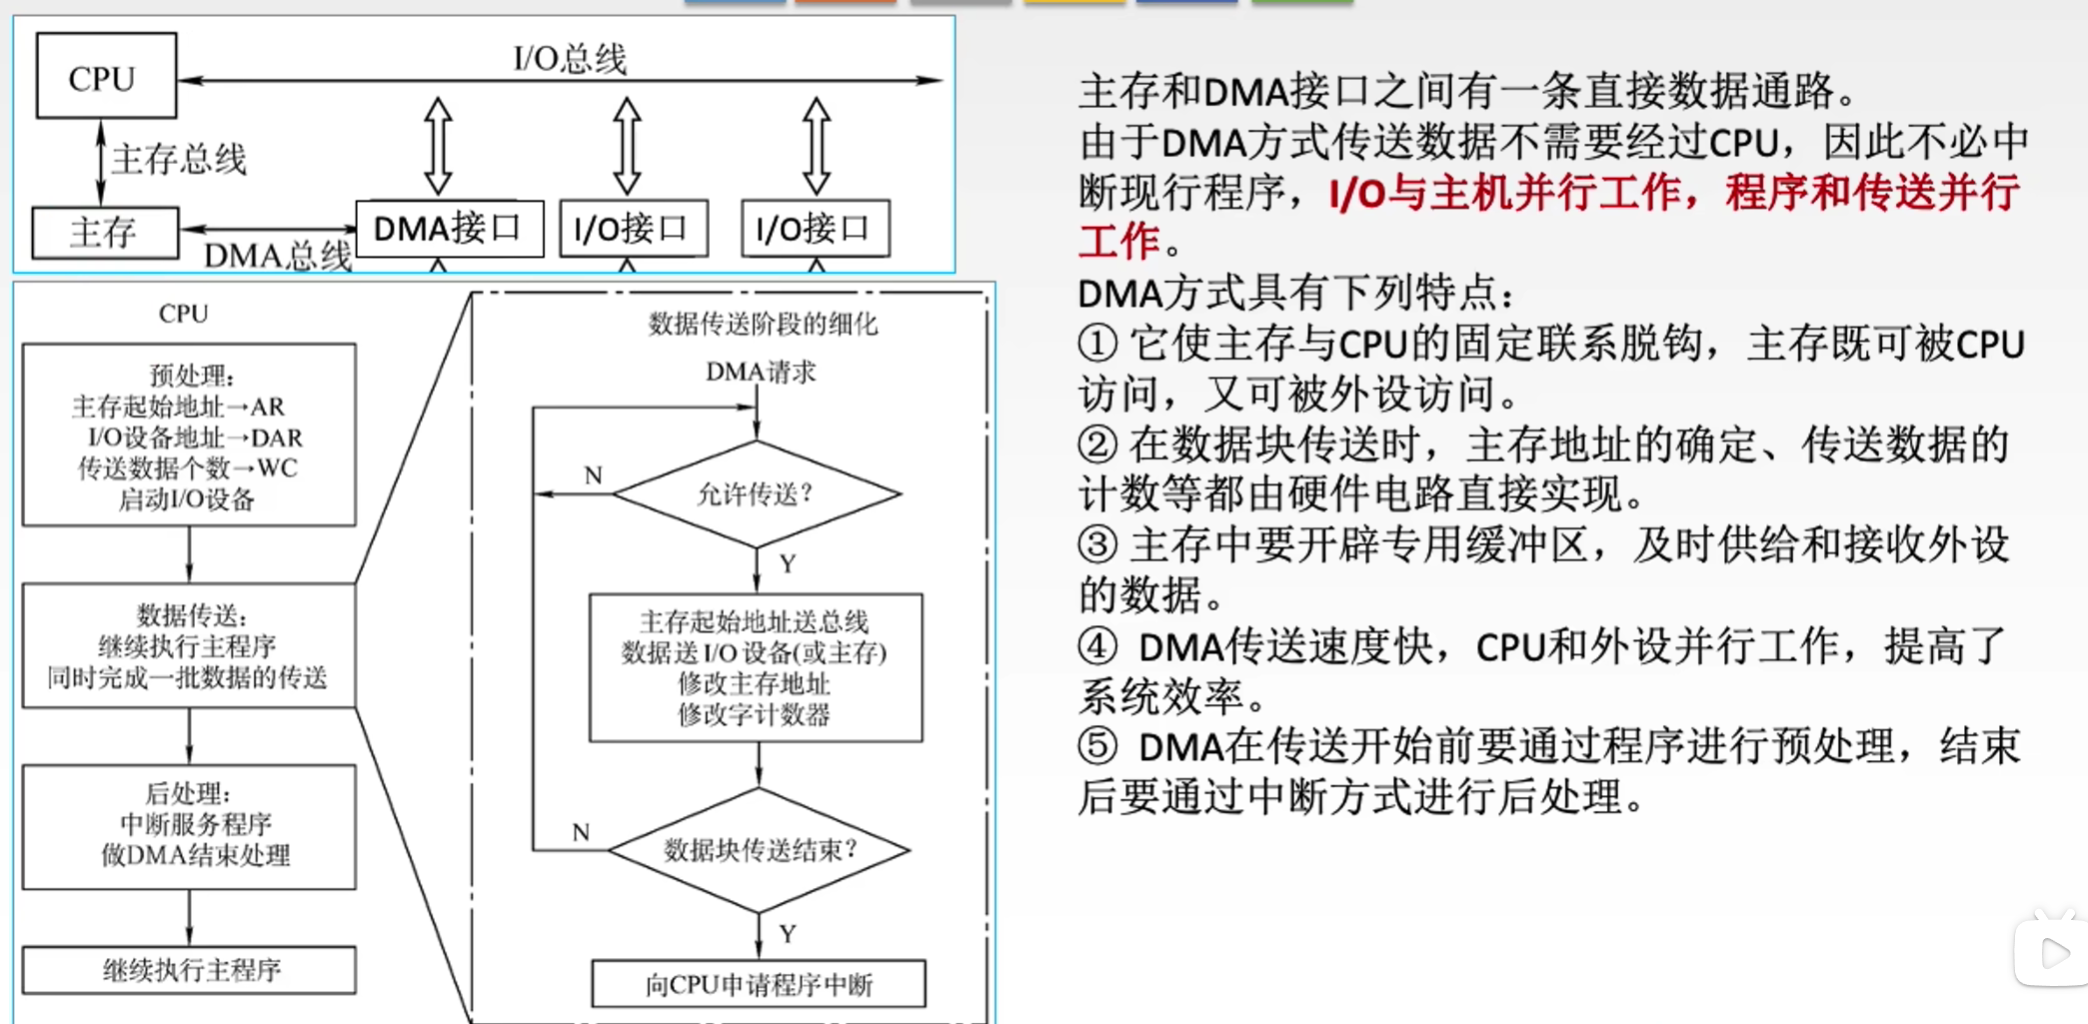 CPU
I/O总线
主存总线
主存
DMA总线
DMA接口
I/O接口
I/O接口
CPU
预处理：
主存起始地址→AR
I/O设备地址→DAR
传送数据个数→WC
启动I/O设备
数据传送：
继续执行主程序
同时完成一批数据的传送
后处理：
中断服务程序
做DMA结束处理
继续执行主程序
数据传送阶段的细化
DMA请求
允许传送？
N
Y
主存起始地址送总线
数据送I/O设备(或主存)
修改主存地址
修改字计数器
数据块传送结束？
N
Y
向CPU申请程序中断
主存和DMA接口之间有一条直接数据通路。
由于DMA方式传送数据不需要经过CPU，因此不必中
断现行程序，I/O与主机并行工作，程序和传送并行
工作。
DMA方式具有下列特点：
① 它使主存与CPU的固定联系脱钩，主存既可被CPU
访问，又可被外设访问。
② 在数据块传送时，主存地址的确定、传送数据的
计数等都由硬件电路直接实现。
③ 主存中要开辟专用缓冲区，及时供给和接收外设
的数据。
④ DMA传送速度快，CPU和外设并行工作，提高了
系统效率。
⑤ DMA在传送开始前要通过程序进行预处理，结束
后要通过中断方式进行后处理。